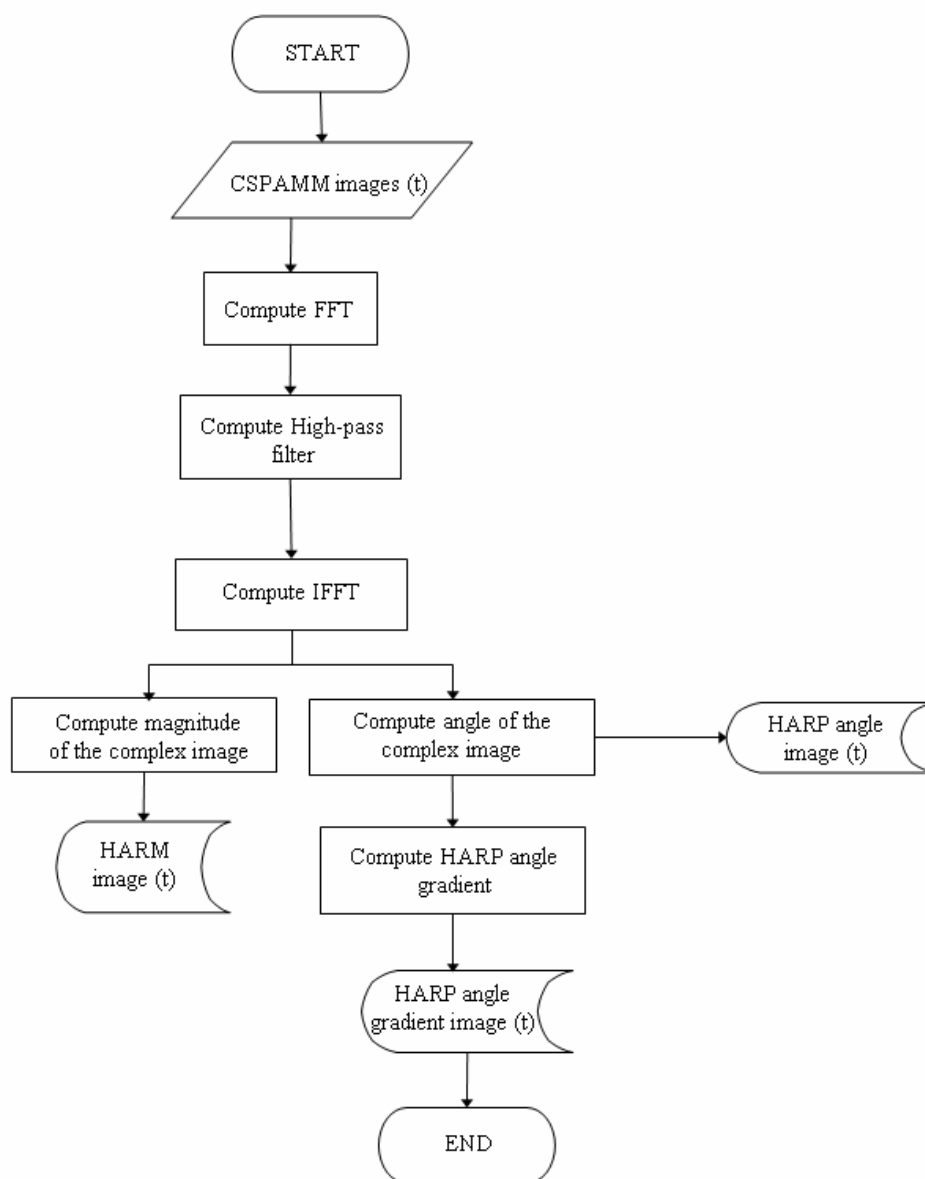 START
CSPAMM images (t)
Compute FFT
Compute High-pass
filter
Compute IFFT
Compute magnitude
of the complex image
Compute angle of the
complex image
HARP angle
image (t)
HARM
image (t)
Compute HARP angle
gradient
HARP angle
gradient image (t)
END